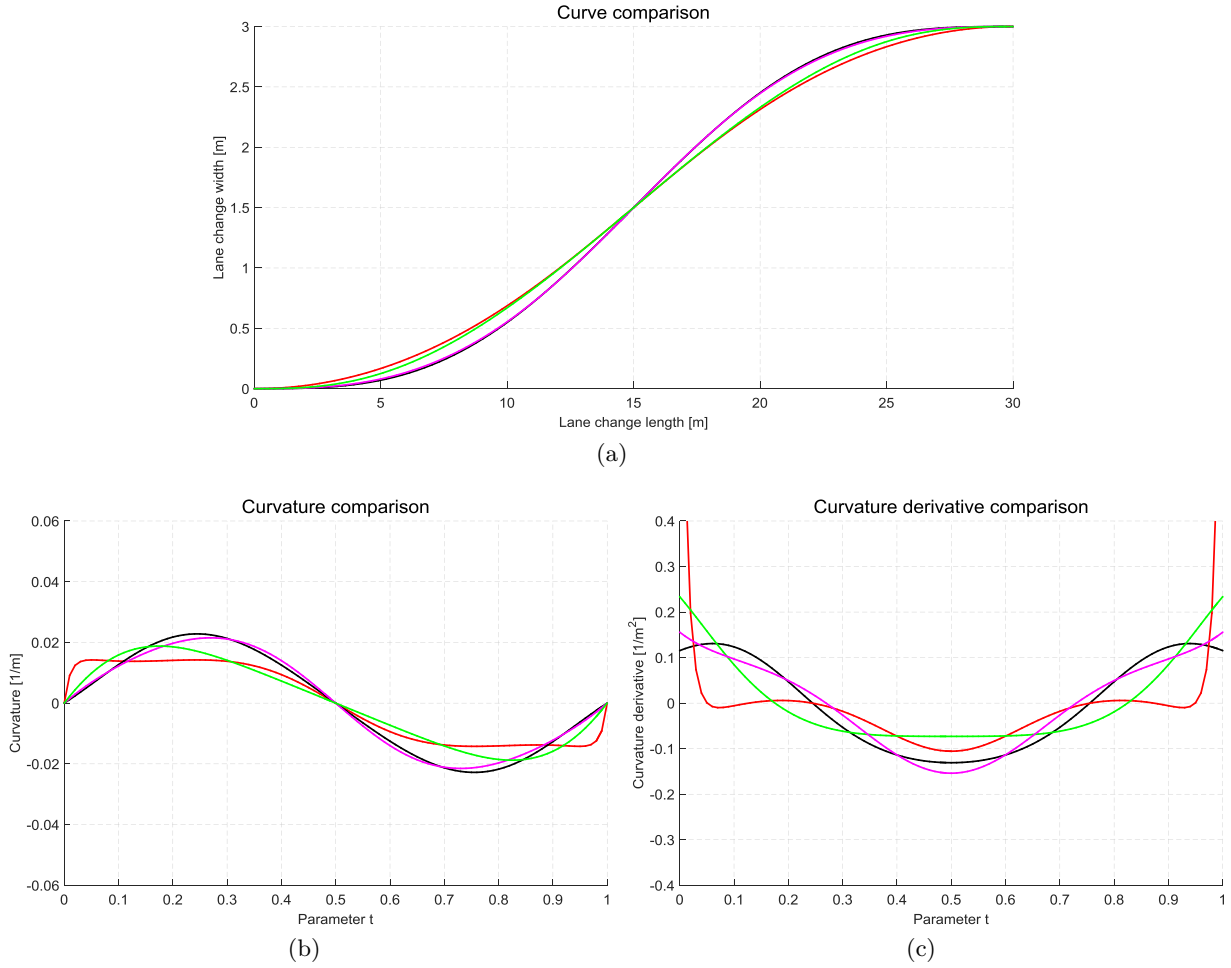 Curve comparison
3
2.5
2
1.5
1
0.5
0
Lane change width [m]
0 5 10 15 20 25 30
Lane change length [m]
(a)
Curvature comparison
0.06
0.04
0.02
0
-0.02
-0.04
-0.06
Curvature [1/m]
0 0.1 0.2 0.3 0.4 0.5 0.6 0.7 0.8 0.9 1
Parameter t
(b)
Curvature derivative comparison
0.4
0.3
0.2
0.1
0
-0.1
-0.2
-0.3
-0.4
Curvature derivative [1/m²]
0 0.1 0.2 0.3 0.4 0.5 0.6 0.7 0.8 0.9 1
Parameter t
(c)